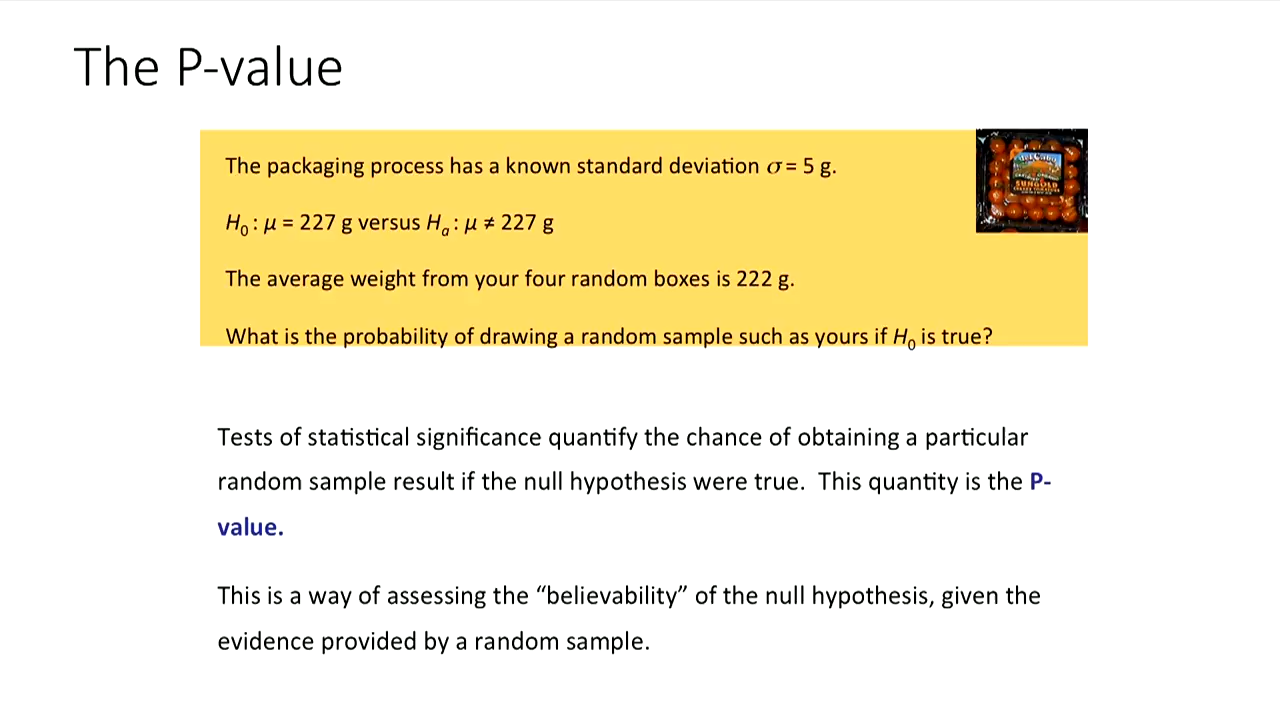 The P-value
The packaging process has a known standard deviation σ = 5 g.
H₀ : μ = 227 g versus Hₐ : μ ≠ 227 g
The average weight from your four random boxes is 222 g.
What is the probability of drawing a random sample such as yours if H₀ is true?
SUNGOLD
Tests of statistical significance quantify the chance of obtaining a particular
random sample result if the null hypothesis were true. This quantity is the P-
value.
This is a way of assessing the “believability” of the null hypothesis, given the
evidence provided by a random sample.